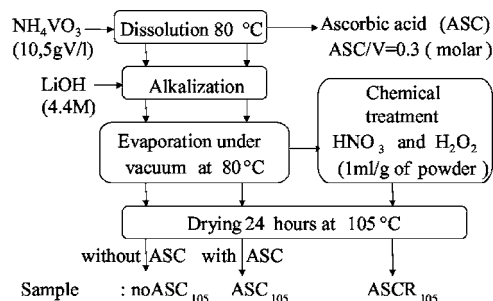 NH4VO3
(10,5gV/l)
Dissolution 80 °C
Ascorbic acid (ASC)
ASC/V=0.3 ( molar )
LiOH
(4.4M)
Alkalization
Evaporation under
vacuum at 80°C
Chemical
treatment
HNO3 and H2O2
(1ml/g of powder )
Drying 24 hours at 105 °C
without ASC with ASC
Sample : noASC105 ASC105 ASCR105